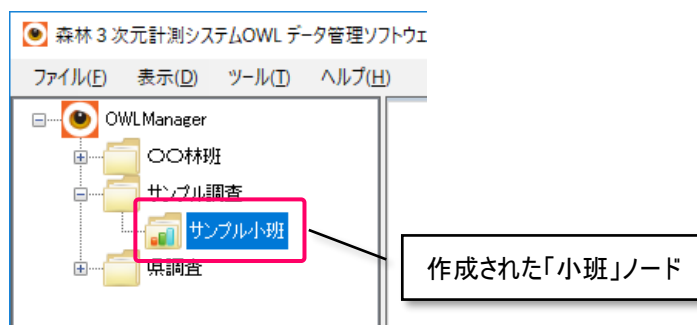 森林３次元計測システムOWL データ管理ソフトウェ
ファイル(F) 表示(D) ツール(T) ヘルプ(H)
OWLManager
〇〇林班
サンプル調査
サンプル小班
県調査
作成された「小班」ノード